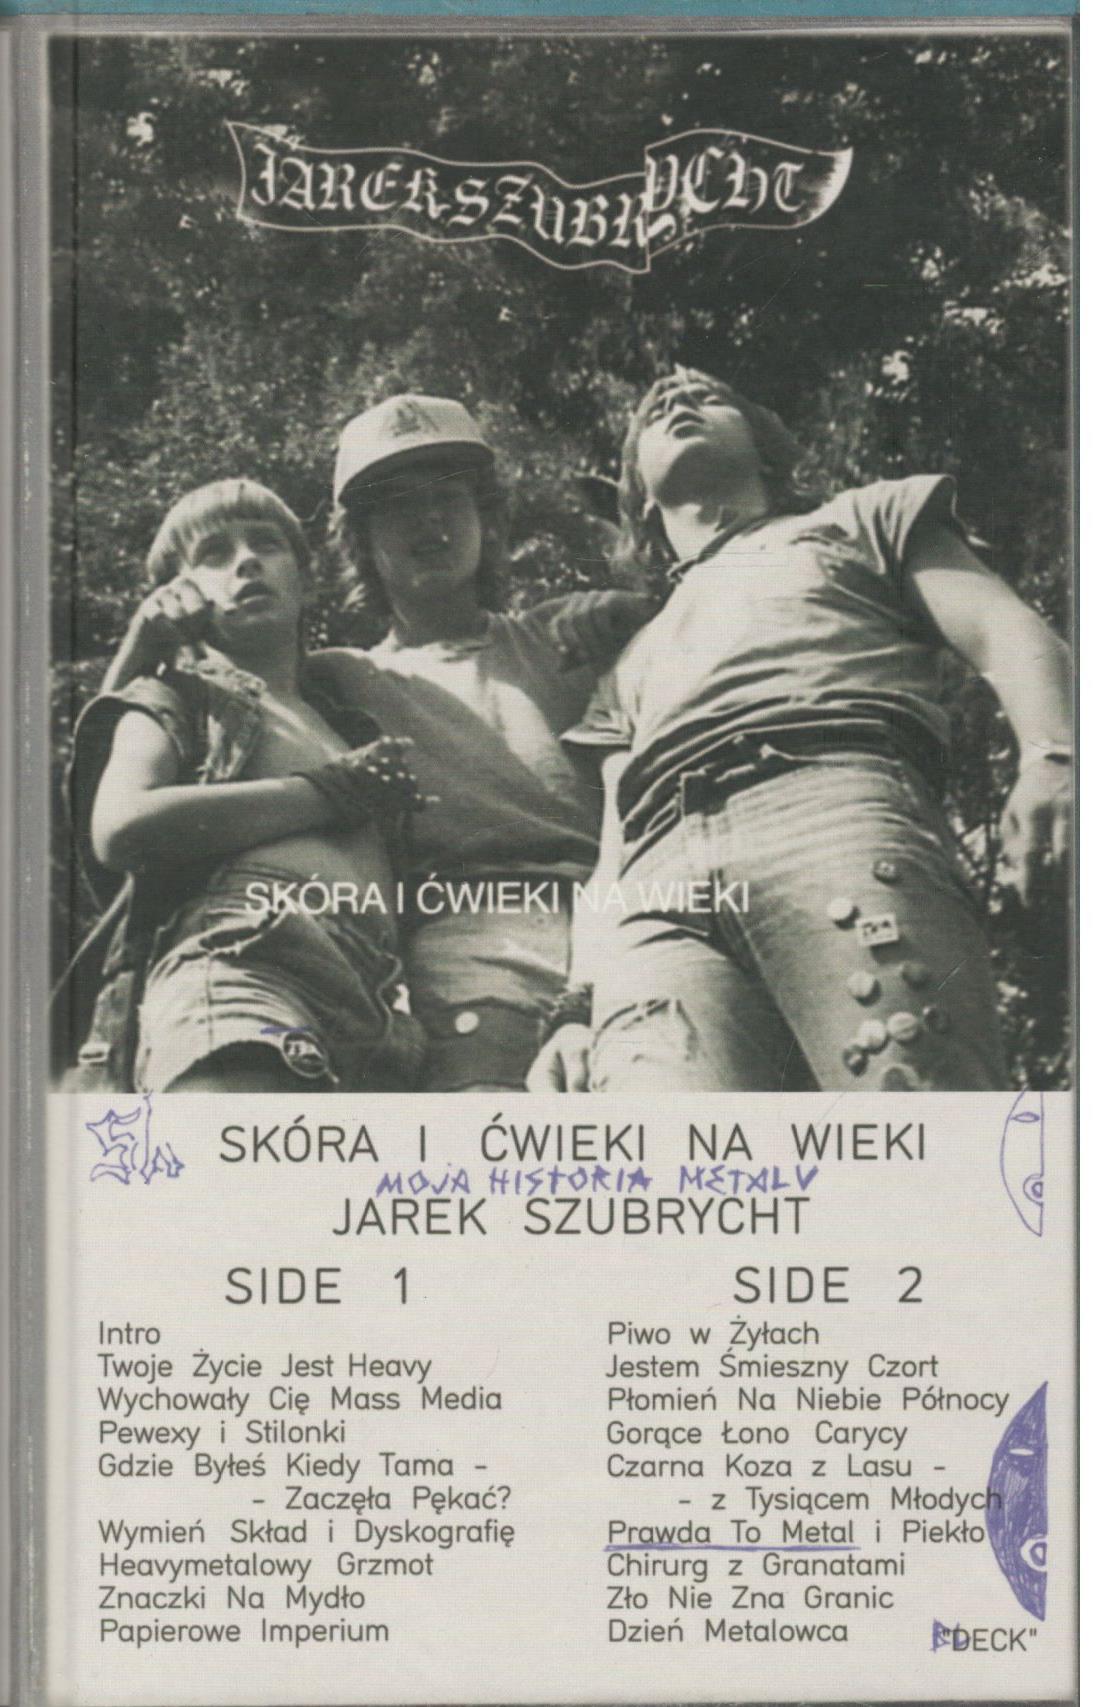 JAREK SZUBRYCHT
SKÓRA I ĆWIEKI NA WIEKI
SKÓRA I ĆWIEKI NA WIEKI
MOJA HISTORIA METALU
JAREK SZUBRYCHT
SIDE 1
Intro
Twoje Życie Jest Heavy
Wychowały Cię Mass Media
Pewexy i Stilonki
Gdzie Byłeś Kiedy Tama -
- Zaczęła Pękać?
Wymień Skład i Dyskografię
Heavymetalowy Grzmot
Znaczki Na Mydło
Papierowe Imperium
SIDE 2
Piwo w Żyłach
Jestem Śmieszny Czort
Płomień Na Niebie Północy
Gorące Łono Carycy
Czarna Koza z Lasu -
- z Tysiącem Młodych
Prawda To Metal i Piekło
Chirurg z Granatami
Zło Nie Zna Granic
Dzień Metalowca
"DECK"